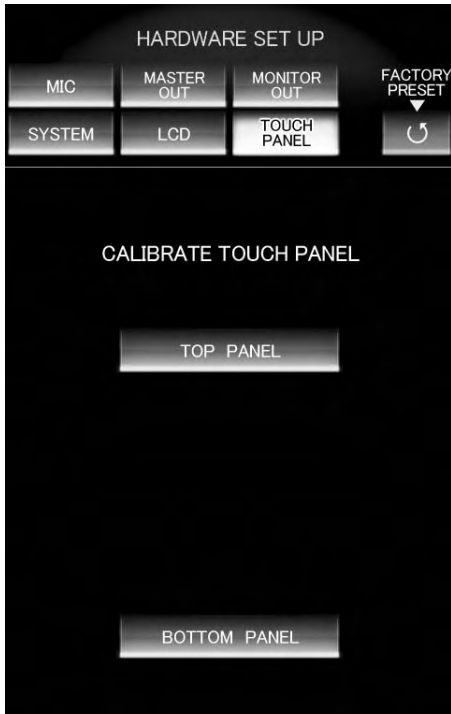 HARDWARE SET UP
MIC
MASTER
OUT
MONITOR
OUT
FACTORY
PRESET
SYSTEM
LCD
TOUCH
PANEL
CALIBRATE TOUCH PANEL
TOP PANEL
BOTTOM PANEL